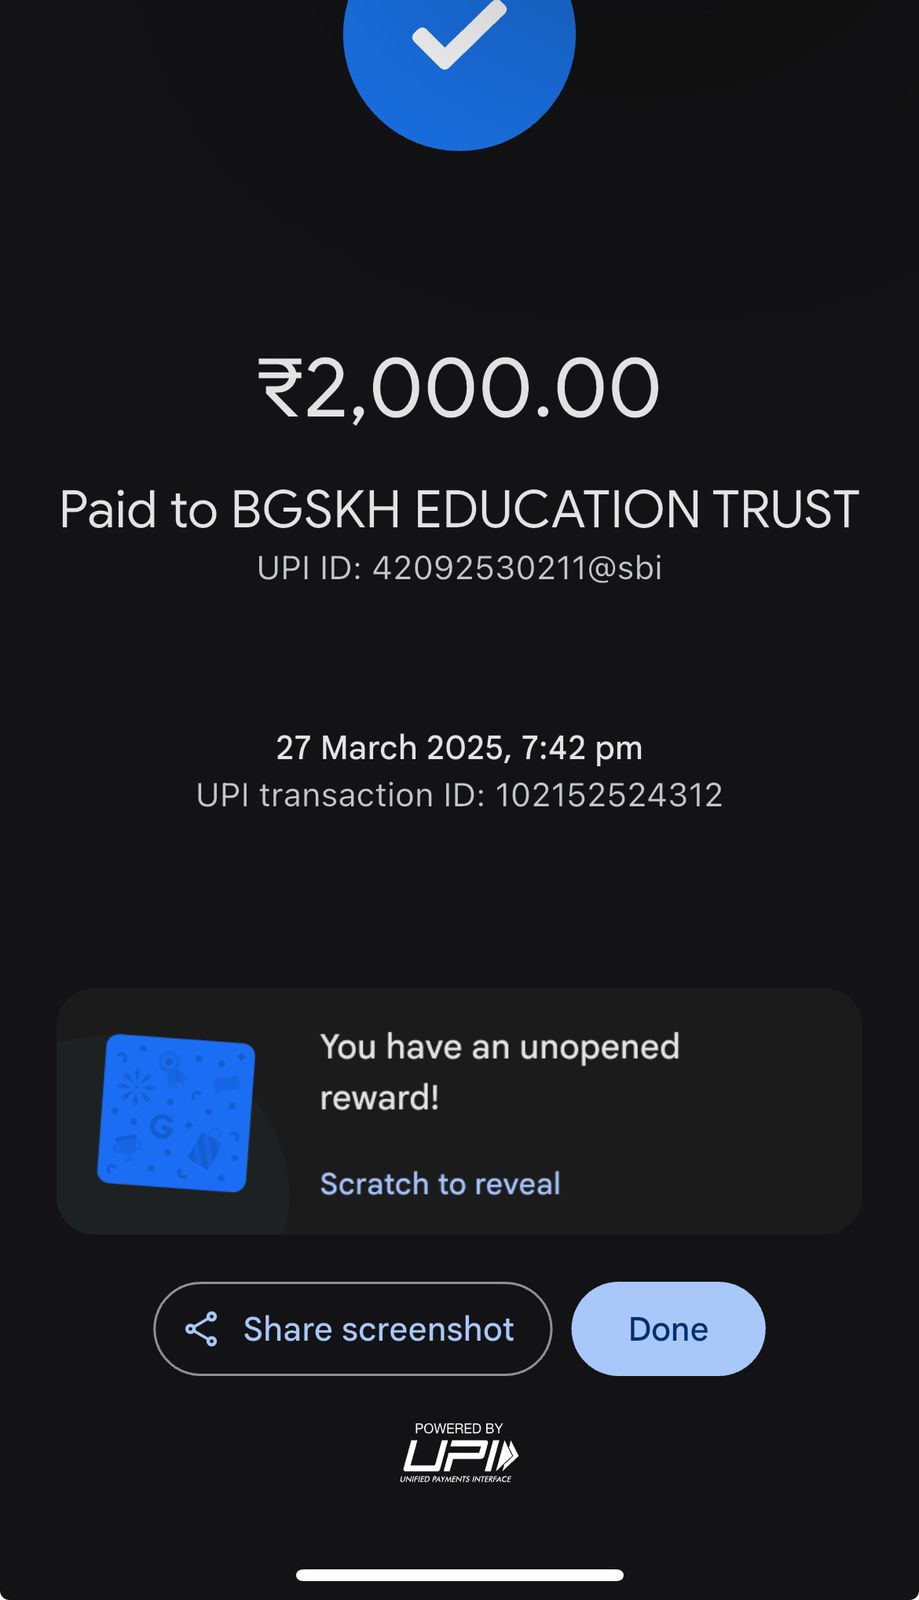 ₹2,000.00
Paid to BGSKH EDUCATION TRUST
UPI ID: 42092530211@sbi
27 March 2025, 7:42 pm
UPI transaction ID: 102152524312
G
You have an unopened
reward!
Scratch to reveal
Share screenshot
Done
POWERED BY
UPI
UNIFIED PAYMENTS INTERFACE